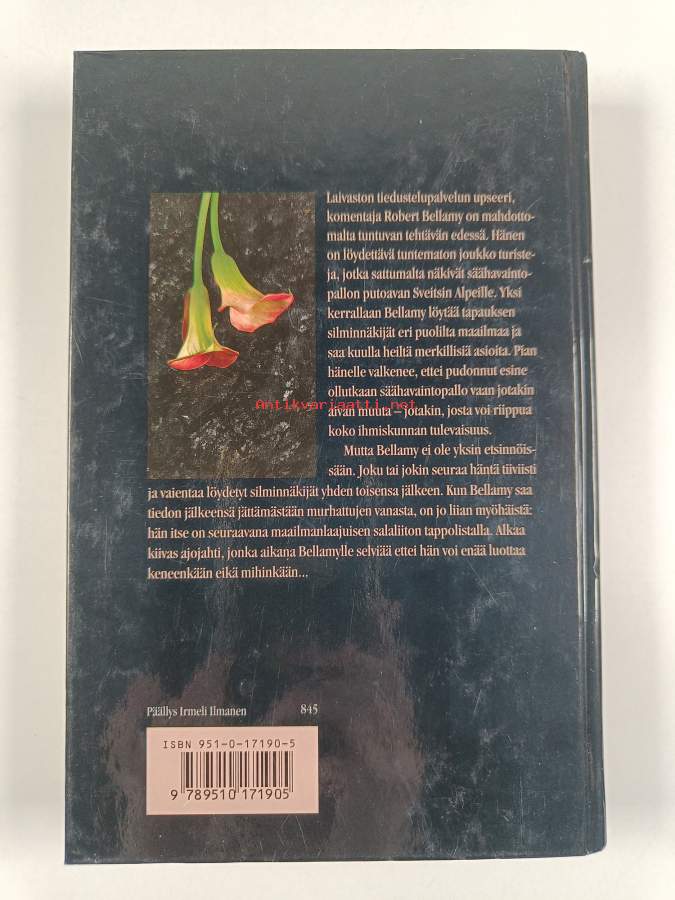 Laivaston tiedustelupalvelun upseeri,
komentaja Robert Bellamy on mahdotto-
malta tuntuvan tehtävän edessä. Hänen
on löydettävä tuntematon joukko turiste-
ja, jotka sattumalta näkivät säähavainto-
pallon putoavan Sveitsin Alpeille. Yksi
kerrallaan Bellamy löytää tapauksen
silminnäkijät eri puolilta maailmaa ja
saa kuulla heiltä merkillisiä asioita. Pian
hänelle valkenee, ettei pudonnut esine
ollutkaan säähavaintopallo vaan jotakin
Antikvariaatti.net
aivan muuta – jotakin, josta voi riippua
koko ihmiskunnan tulevaisuus.
Mutta Bellamy ei ole yksin etsinnöis-
sään. Joku tai jokin seuraa häntä tiiviisti
ja vaientaa löydetyt silminnäkijät yhden toisensa jälkeen. Kun Bellamy saa
tiedon jälkeensä jättämästään murhattujen vanasta, on jo liian myöhäistä:
hän itse on seuraavana maailmanlaajuisen salaliiton tappolistalla. Alkaa
kiivas ajojahti, jonka aikana Bellamylle selviää ettei hän voi enää luottaa
keneenkään eikä mihinkään...
Päällys Irmeli Ilmanen 845
ISBN 951-0-17190-5
9 789510 171905